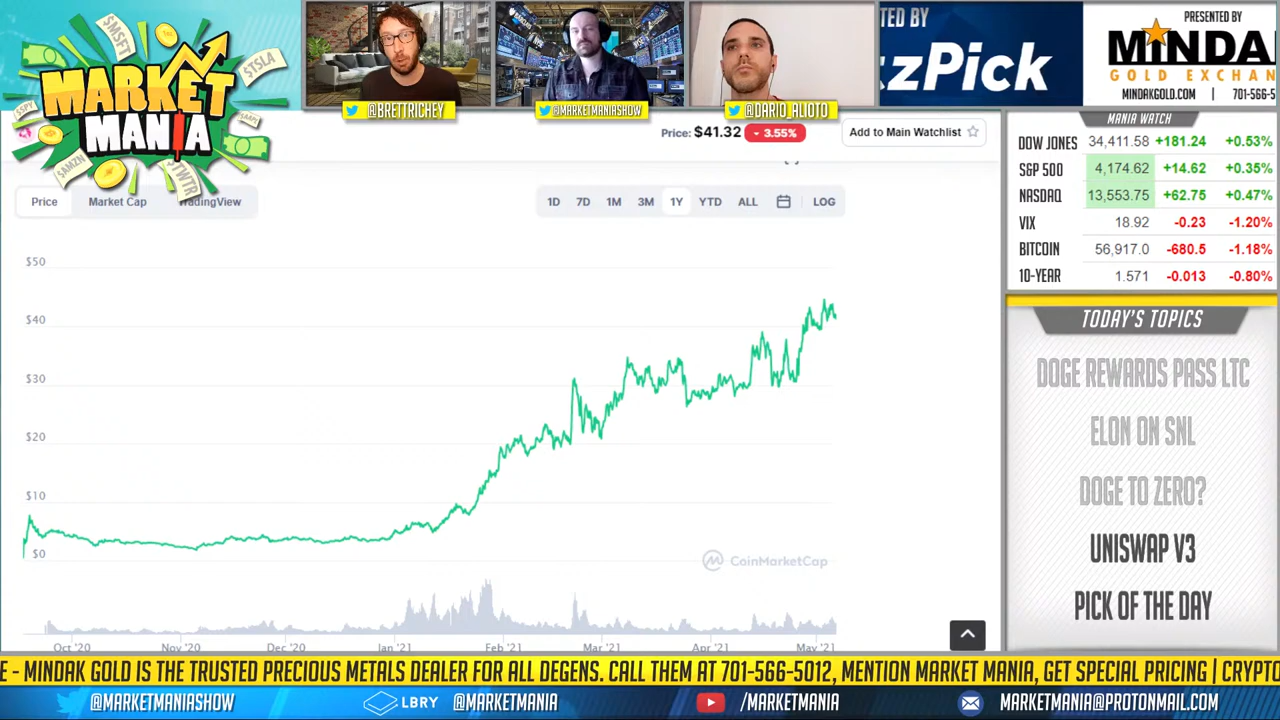 $MSFT
$TSLA
$SPY
$AAPL
MARKET
MANIA
$AMZN
$TWTR
@BRETTRICHEY
@MARKETMANIASHOW
@DARIO_ALIOTO
TED BY
zzPick
PRESENTED BY
MINDA
GOLD EXCHAN
MINDAKGOLD.COM | 701-566-5
Price: $41.32 3.55%
Add to Main Watchlist
Price Market Cap TradingView
1D 7D 1M 3M 1Y YTD ALL LOG
$50
$40
$30
$20
$10
$0
CoinMarketCap
Oct '20 Nov '20 Dec '20 Jan '21 Feb '21 Mar '21 Apr '21 May '21
MANIA WATCH
DOW JONES 34,411.58 +181.24 +0.53%
S&P 500 4,174.62 +14.62 +0.35%
NASDAQ 13,553.75 +62.75 +0.47%
VIX 18.92 -0.23 -1.20%
BITCOIN 56,917.0 -680.5 -1.18%
10-YEAR 1.571 -0.013 -0.80%
TODAY'S TOPICS
DOGE REWARDS PASS LTC
ELON ON SNL
DOGE TO ZERO?
UNISWAP V3
PICK OF THE DAY
E - MINDAK GOLD IS THE TRUSTED PRECIOUS METALS DEALER FOR ALL DEGENS. CALL THEM AT 701-566-5012, MENTION MARKET MANIA, GET SPECIAL PRICING | CRYPTO
@MARKETMANIASHOW LBRY @MARKETMANIA /MARKETMANIA MARKETMANIA@PROTONMAIL.COM